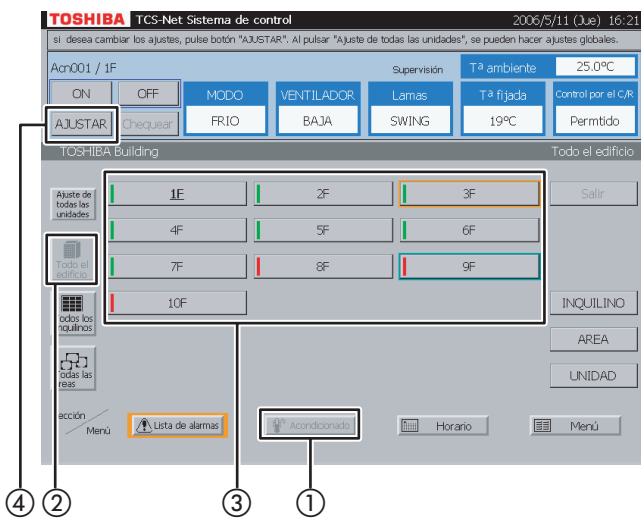 TOSHIBA TCS-Net Sistema de control 2006/5/11 (Jue) 16:21
si desea cambiar los ajustes, pulse botón "AJUSTAR". Al pulsar "Ajuste de todas las unidades", se pueden hacer ajustes globales.
Acn001 / 1F Supervisión Tª ambiente 25.0ºC
ON OFF MODO VENTILADOR Lamas Tª fijada Control por el C/R
AJUSTAR Chequear FRIO BAJA SWING 19ºC Permtido
TOSHIBA Building Todo el edificio
Ajuste de
todas las
unidades
1F 2F 3F Salir
4F 5F 6F
Todo el
edificio
7F 8F 9F
10F INQUILINO
odos los
nquilinos
AREA
odas las
reas
UNIDAD
ección
Menú
Lista de alarmas Acondicionado Horario Menú
④ ② ③ ①